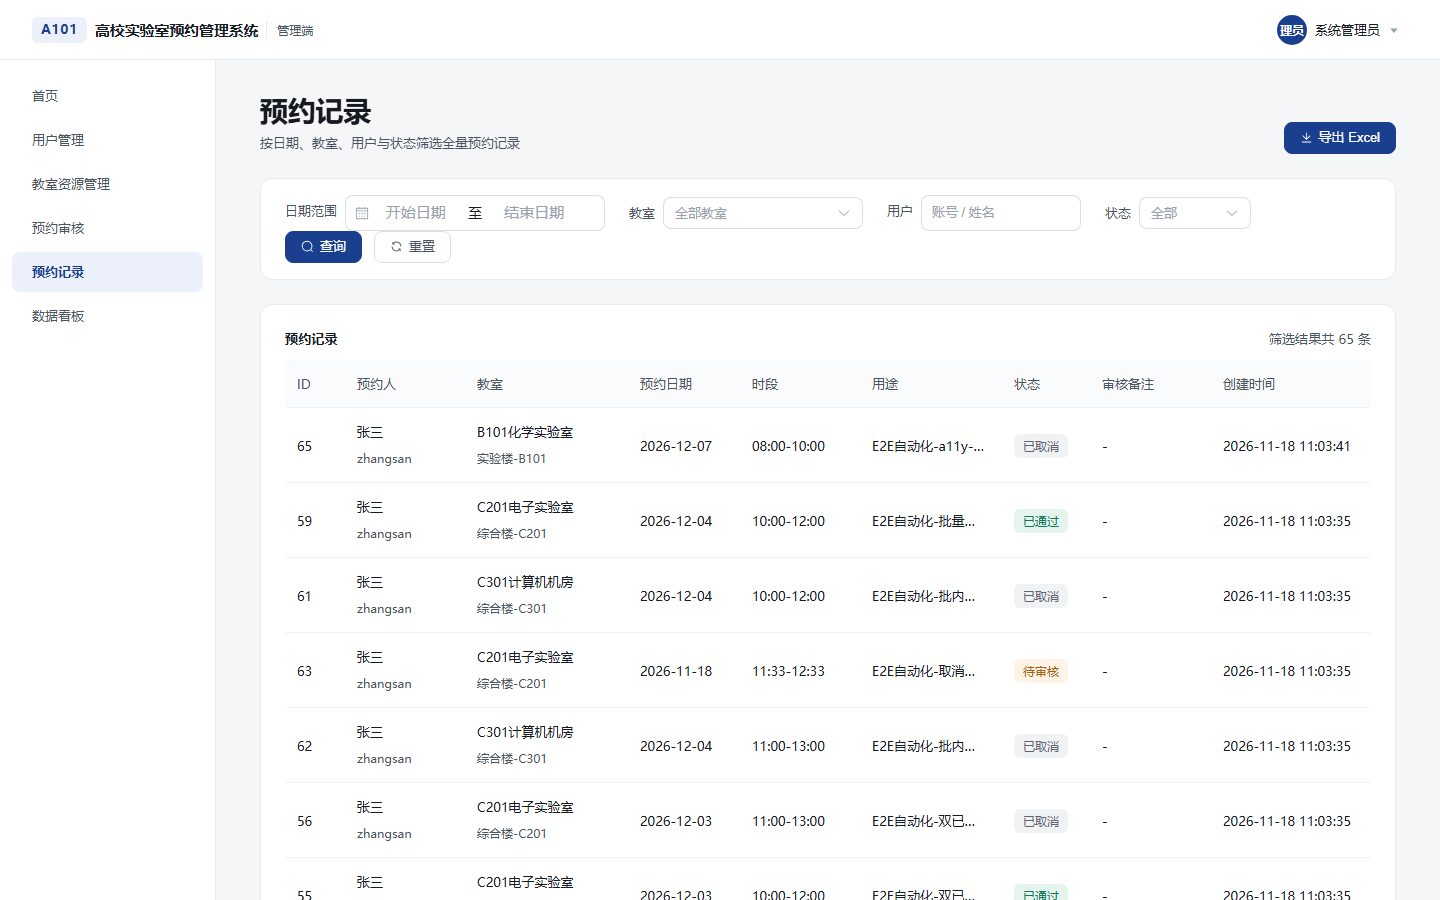 A101 高校实验室预约管理系统 管理端
理员 系统管理员
首页
用户管理
教室资源管理
预约审核
预约记录
数据看板
预约记录
按日期、教室、用户与状态筛选全量预约记录
导出 Excel
日期范围 开始日期 至 结束日期 教室 全部教室 用户 账号 / 姓名 状态 全部
查询 重置
预约记录 筛选结果共 65 条
ID 预约人 教室 预约日期 时段 用途 状态 审核备注 创建时间
65 张三 zhangsan B101化学实验室 实验楼-B101 2026-12-07 08:00-10:00 E2E自动化-a11y-... 已取消 - 2026-11-18 11:03:41
59 张三 zhangsan C201电子实验室 综合楼-C201 2026-12-04 10:00-12:00 E2E自动化-批量... 已通过 - 2026-11-18 11:03:35
61 张三 zhangsan C301计算机机房 综合楼-C301 2026-12-04 10:00-12:00 E2E自动化-批内... 已取消 - 2026-11-18 11:03:35
63 张三 zhangsan C201电子实验室 综合楼-C201 2026-11-18 11:33-12:33 E2E自动化-取消... 待审核 - 2026-11-18 11:03:35
62 张三 zhangsan C301计算机机房 综合楼-C301 2026-12-04 11:00-13:00 E2E自动化-批内... 已取消 - 2026-11-18 11:03:35
56 张三 zhangsan C201电子实验室 综合楼-C201 2026-12-03 11:00-13:00 E2E自动化-双已... 已取消 - 2026-11-18 11:03:35
55 张三 C201电子实验室 2026-12-03 10:00-12:00 E2E自动化-双已... 已通过 - 2026-11-18 11:03:35